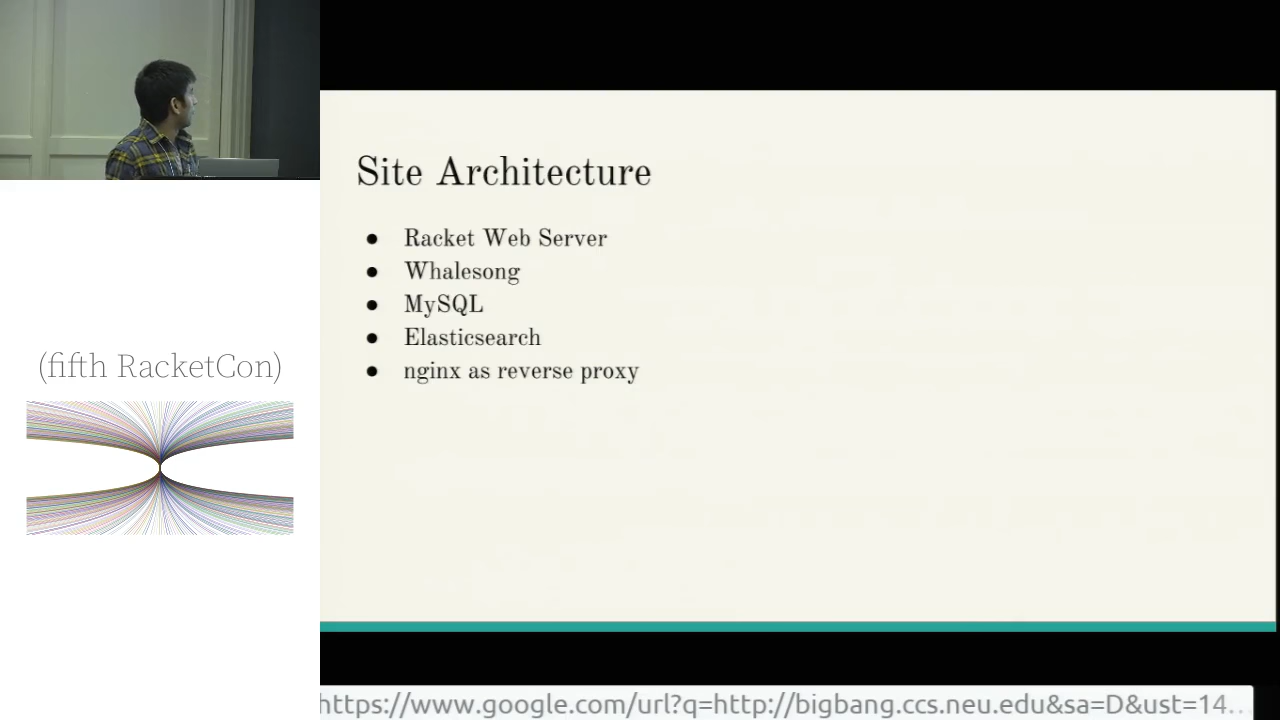 Site Architecture
● Racket Web Server
● Whalesong
● MySQL
● Elasticsearch
● nginx as reverse proxy
(fifth RacketCon)
https://www.google.com/url?q=http://bigbang.ccs.neu.edu&sa=D&ust=14...